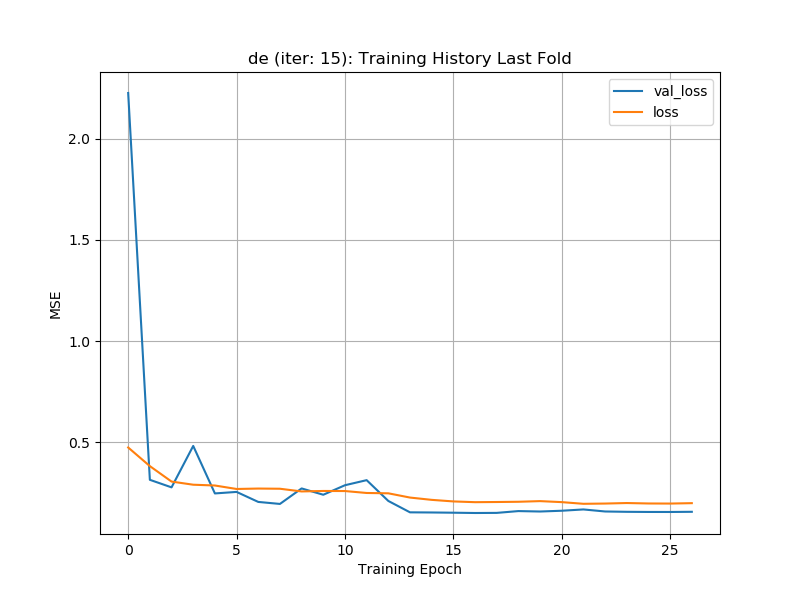 de (iter: 15): Training History Last Fold
val_loss
loss
2.0
1.5
1.0
0.5
MSE
0 5 10 15 20 25
Training Epoch